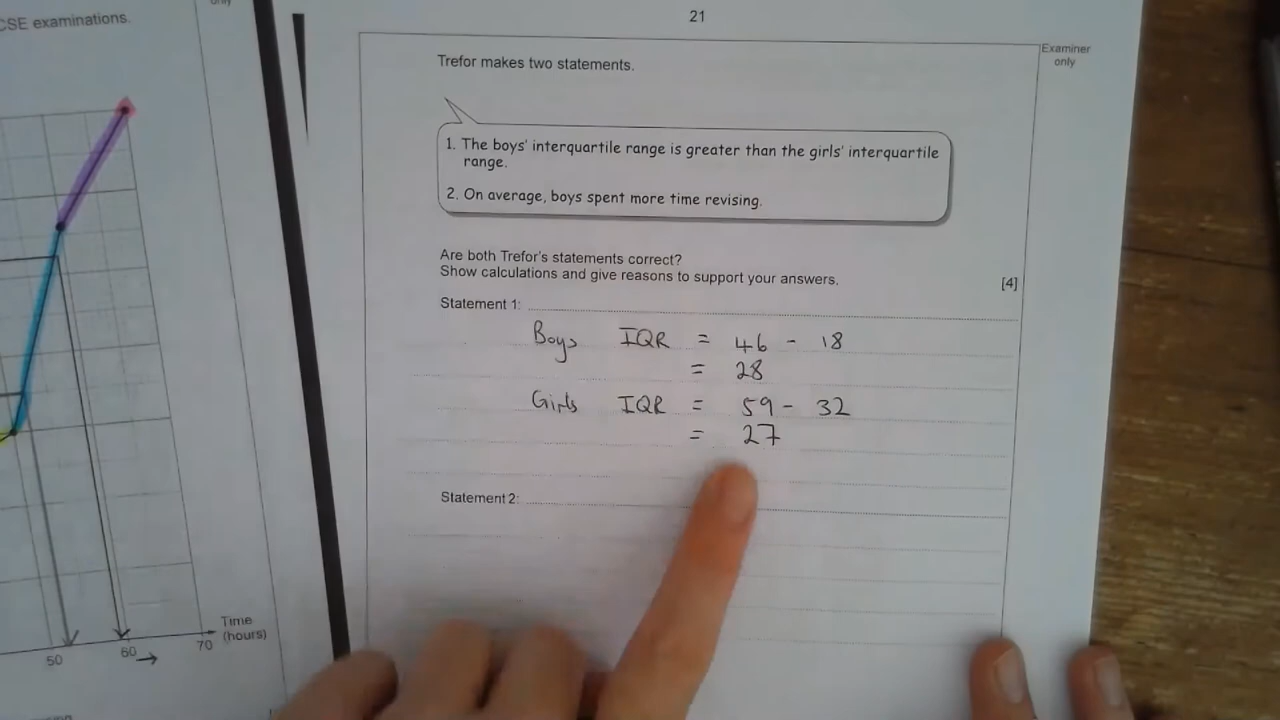 CSE examinations.
only
50
60
70
Time
(hours)
21
Examiner
only
Trefor makes two statements.
1. The boys' interquartile range is greater than the girls' interquartile
range.
2. On average, boys spent more time revising.
Are both Trefor's statements correct?
Show calculations and give reasons to support your answers.
[4]
Statement 1:
Boys IQR = 46 - 18
= 28
Girls IQR = 59 - 32
= 27
Statement 2: